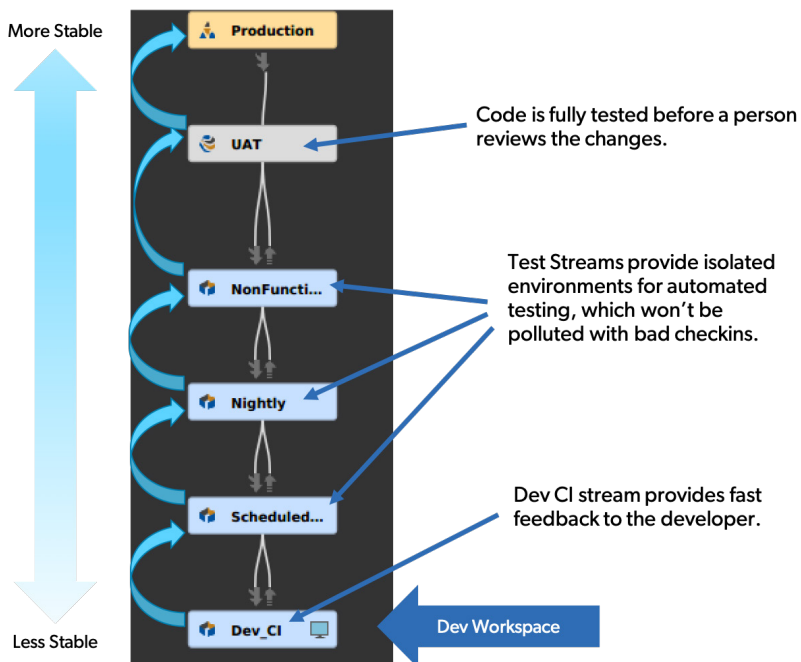 More Stable
Production
Code is fully tested before a person
reviews the changes.
UAT
Test Streams provide isolated
environments for automated
testing, which won’t be
polluted with bad checkins.
NonFuncti...
Nightly
Dev CI stream provides fast
feedback to the developer.
Scheduled...
Dev_CI
Dev Workspace
Less Stable